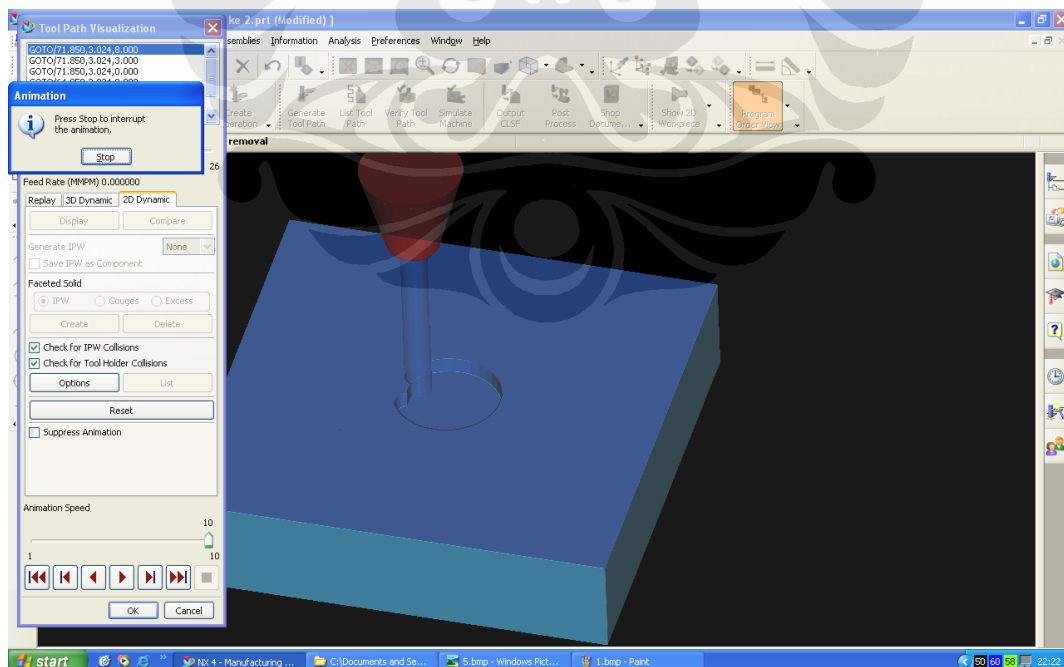 Tool Path Visualization
ke 2.prt (Modified) ]
semblies Information Analysis Preferences Window Help
GOTO/71.850,3.024,8.000
GOTO/71.850,3.024,3.000
GOTO/71.850,3.024,0.000
Animation
Press Stop to interrupt
the animation.
Stop
Create
Generate
Tool Path
List Tool
Path
Verify Tool
Path
Simulate
Machine
Output
CLSF
Post
Process
Shop
Docume...
Show 2D
Workpiece
Program
Order View
removal
26
Feed Rate (MMPM) 0.000000
Replay 3D Dynamic 2D Dynamic
Display Compare
Generate IPW None
Save IPW as Component
Faceted Solid
IPW Gouges Excess
Create Delete
Check for IPW Collisions
Check for Tool Holder Collisions
Options List
Reset
Suppress Animation
Animation Speed
10
1 10
OK Cancel
start
NX 4 - Manufacturing ...
C:\Documents and Se...
5.bmp - Windows Pict...
1.bmp - Paint
50 60 58 22:22